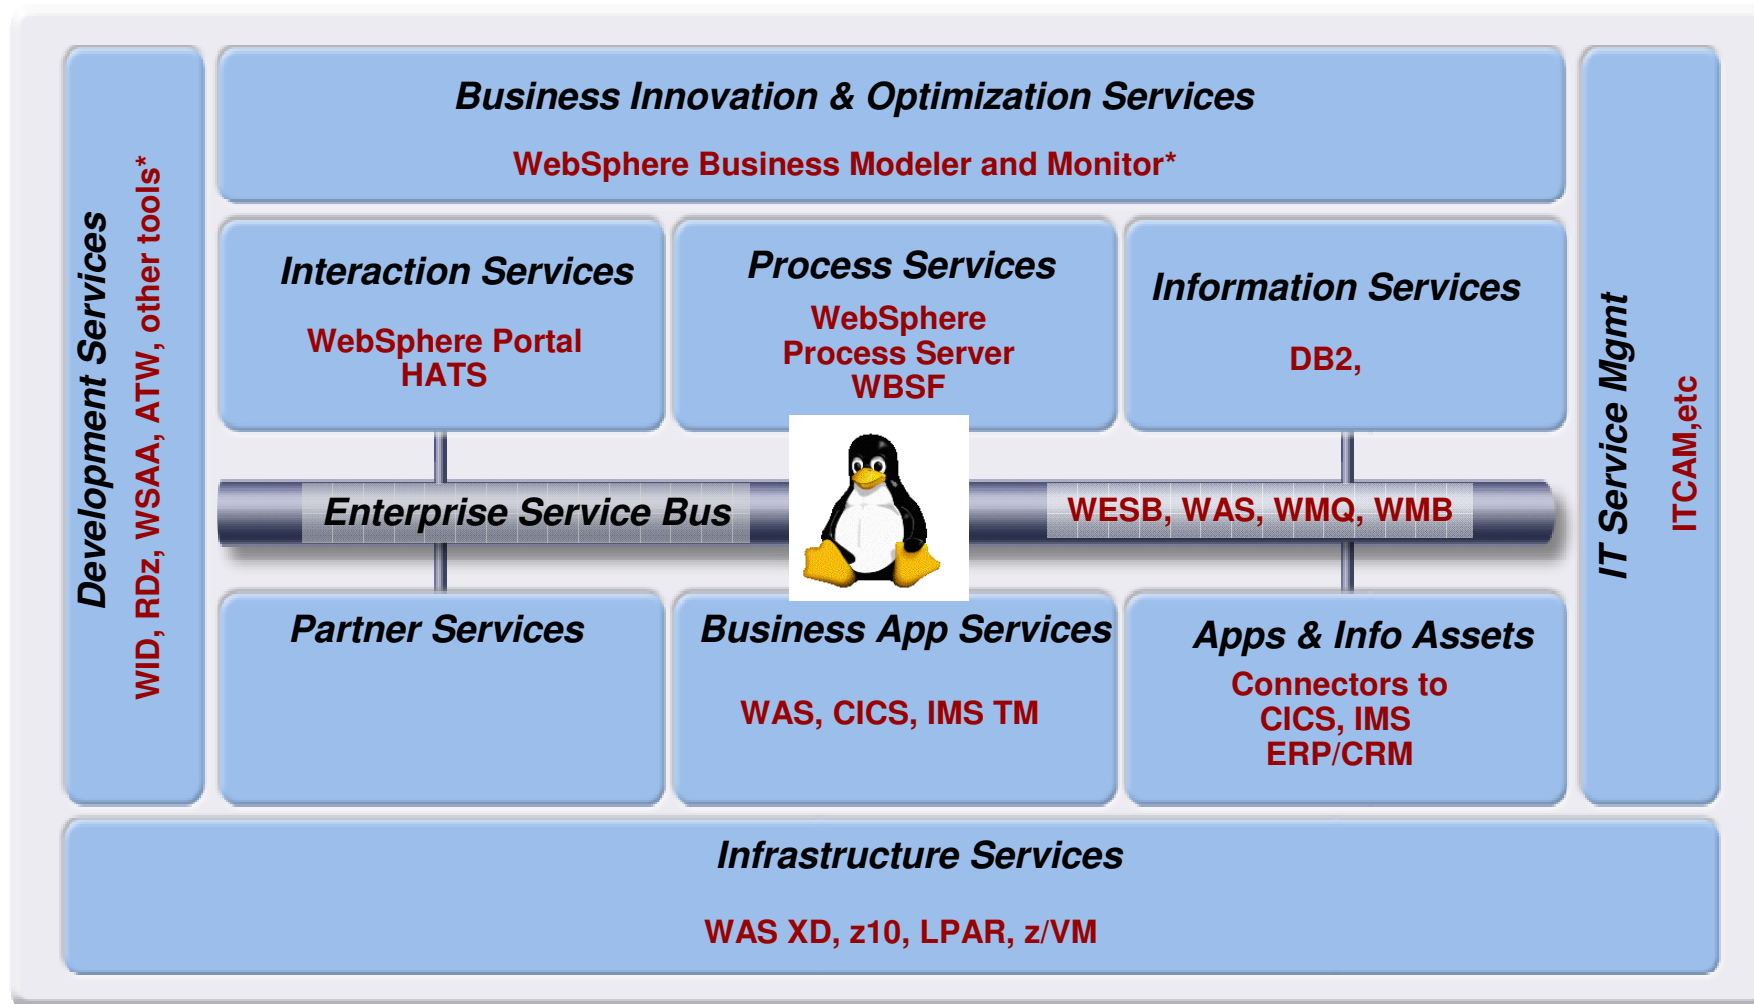 Business Innovation & Optimization Services
WebSphere Business Modeler and Monitor*
Development Services
WID, RDz, WSAA, ATW, other tools*
Interaction Services
WebSphere Portal
HATS
Process Services
WebSphere
Process Server
WBSF
Information Services
DB2,
IT Service Mgmt
ITCAM,etc
Enterprise Service Bus
WESB, WAS, WMQ, WMB
Partner Services
Business App Services
WAS, CICS, IMS TM
Apps & Info Assets
Connectors to
CICS, IMS
ERP/CRM
Infrastructure Services
WAS XD, z10, LPAR, z/VM